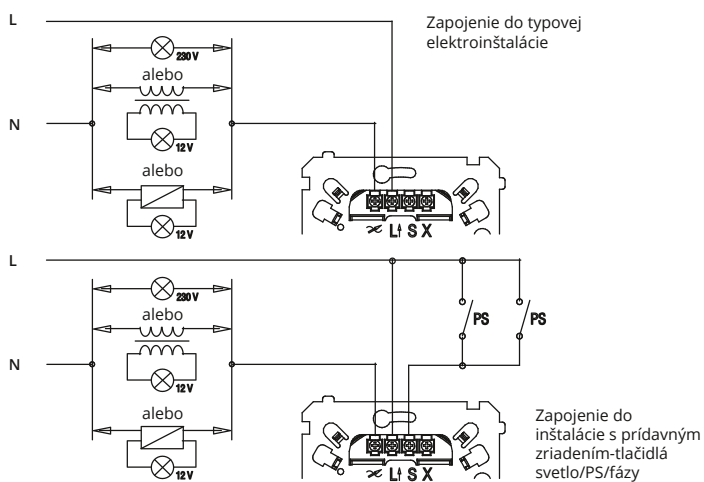 L
Zapojenie do typovej
elektroinštalácie
230 V
alebo
N
12 V
alebo
12 V
L S X
L
230 V
alebo
PS
PS
N
12 V
alebo
12 V
L S X
Zapojenie do
inštalácie s prídavným
zriadením-tlačidlá
svetlo/PS/fázy